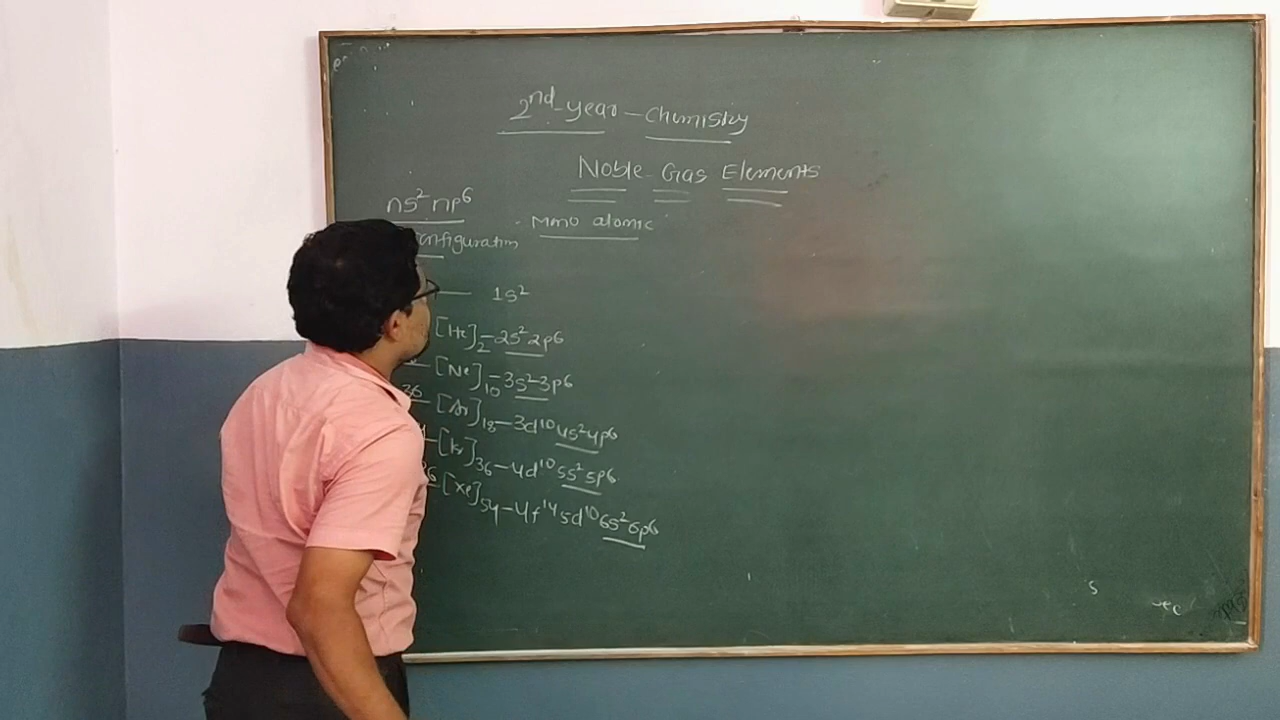 2nd year - Chemistry
Noble Gas Elements
ns² np⁶
configuration - Mono atomic
1s²
[He]₂ - 2s² 2p⁶
[Ne]₁₀ - 3s² 3p⁶
36 [Ar]₁₈ - 3d¹⁰ 4s² 4p⁶
[Kr]₃₆ - 4d¹⁰ 5s² 5p⁶
86 [Xe]₅₄ - 4f¹⁴ 5d¹⁰ 6s² 6p⁶